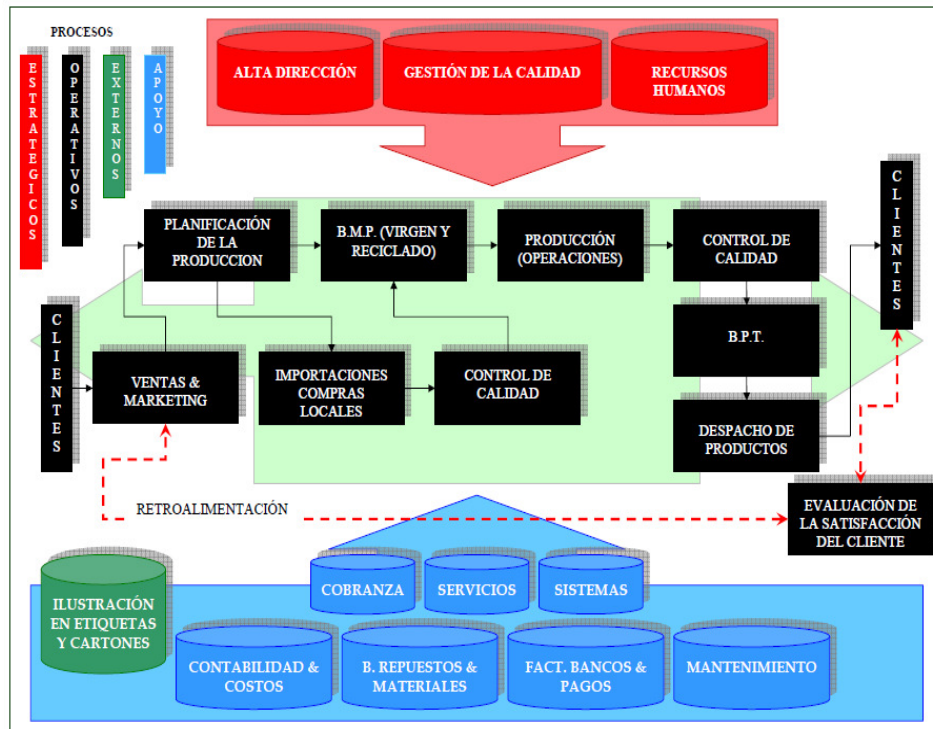 PROCESOS
ESTRATEGICOS
OPERATIVOS
EXTERNOS
APOYO
ALTA DIRECCIÓN
GESTIÓN DE LA CALIDAD
RECURSOS
HUMANOS
CLIENTES
PLANIFICACIÓN
DE LA
PRODUCCION
B.M.P. (VIRGEN Y
RECICLADO)
PRODUCCIÓN
(OPERACIONES)
CONTROL DE
CALIDAD
CLIENTES
VENTAS &
MARKETING
IMPORTACIONES
COMPRAS
LOCALES
CONTROL DE
CALIDAD
B.P.T.
DESPACHO DE
PRODUCTOS
RETROALIMENTACIÓN
EVALUACIÓN DE
LA SATISFACCIÓN
DEL CLIENTE
ILUSTRACIÓN
EN ETIQUETAS
Y CARTONES
COBRANZA
SERVICIOS
SISTEMAS
CONTABILIDAD &
COSTOS
B. REPUESTOS &
MATERIALES
FACT. BANCOS &
PAGOS
MANTENIMIENTO